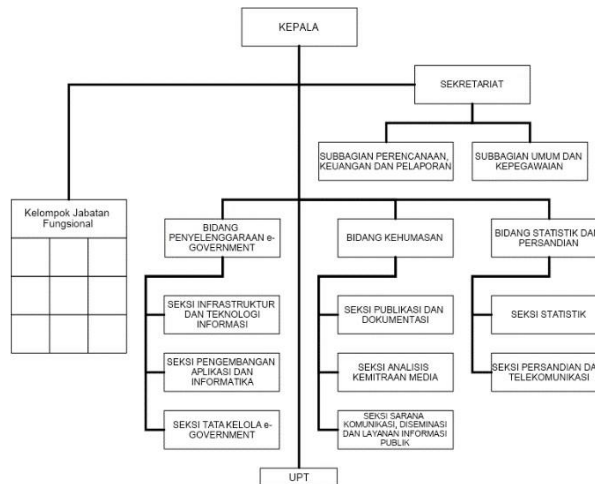 KEPALA
SEKRETARIAT
SUBBAGIAN PERENCANAAN,
KEUANGAN DAN PELAPORAN
SUBBAGIAN UMUM DAN
KEPEGAWAIAN
Kelompok Jabatan
Fungsional
BIDANG
PENYELENGGARAAN e-
GOVERNMENT
BIDANG KEHUMASAN
BIDANG STATISTIK DAN
PERSANDIAN
SEKSI INFRASTRUKTUR
DAN TEKNOLOGI
INFORMASI
SEKSI PUBLIKASI DAN
DOKUMENTASI
SEKSI STATISTIK
SEKSI PENGEMBANGAN
APLIKASI DAN
INFORMATIKA
SEKSI ANALISIS
KEMITRAAN MEDIA
SEKSI PERSANDIAN DAN
TELEKOMUNIKASI
SEKSI TATA KELOLA e-
GOVERNMENT
SEKSI SARANA
KOMUNIKASI, DISEMINASI
DAN LAYANAN INFORMASI
PUBLIK
UPT